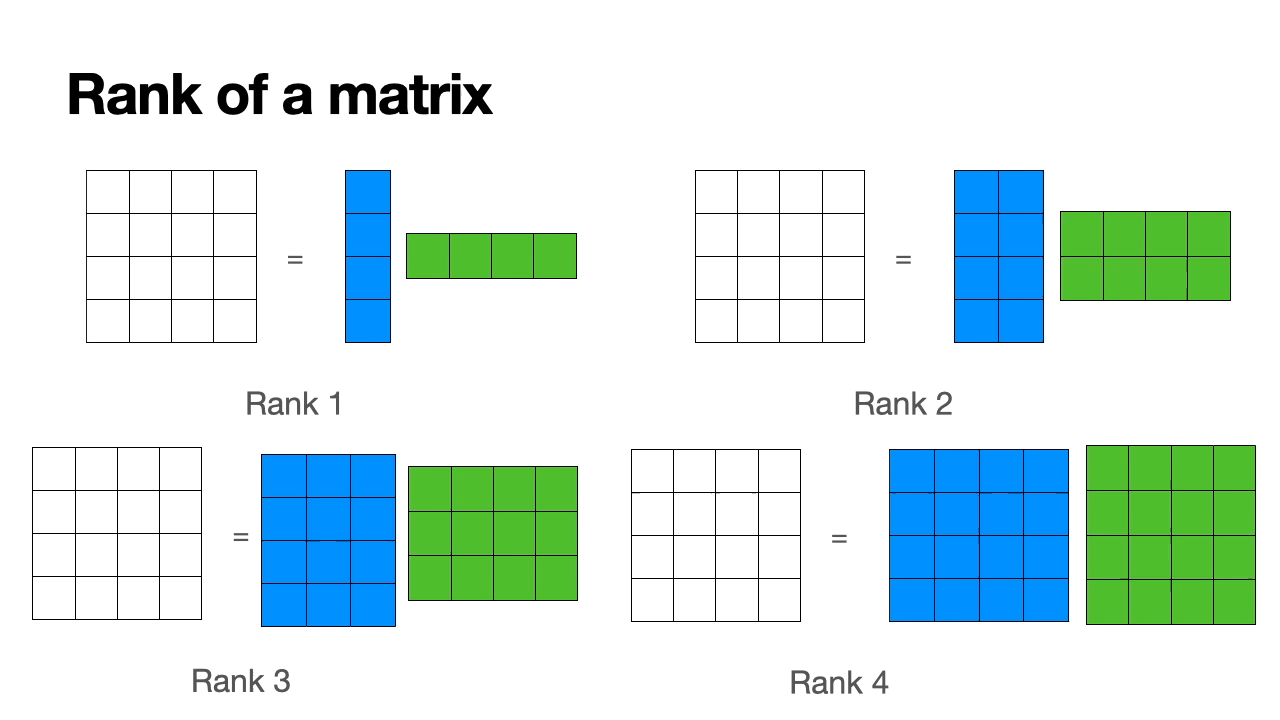 Rank of a matrix
=
=
Rank 1
Rank 2
=
=
Rank 3
Rank 4